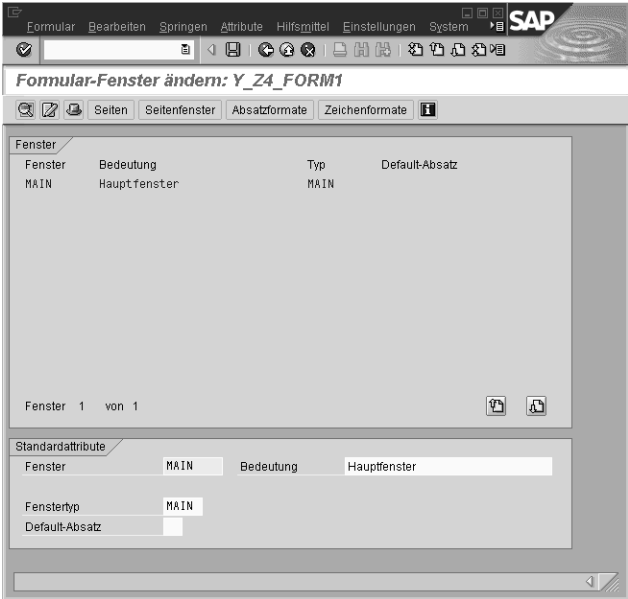 Formular Bearbeiten Springen Attribute Hilfsmittel Einstellungen System
SAP
Formular-Fenster ändern: Y_Z4_FORM1
Seiten Seitenfenster Absatzformate Zeichenformate
Fenster
Fenster Bedeutung Typ Default-Absatz
MAIN Hauptfenster MAIN
Fenster 1 von 1
Standardattribute
Fenster MAIN Bedeutung Hauptfenster
Fenstertyp MAIN
Default-Absatz